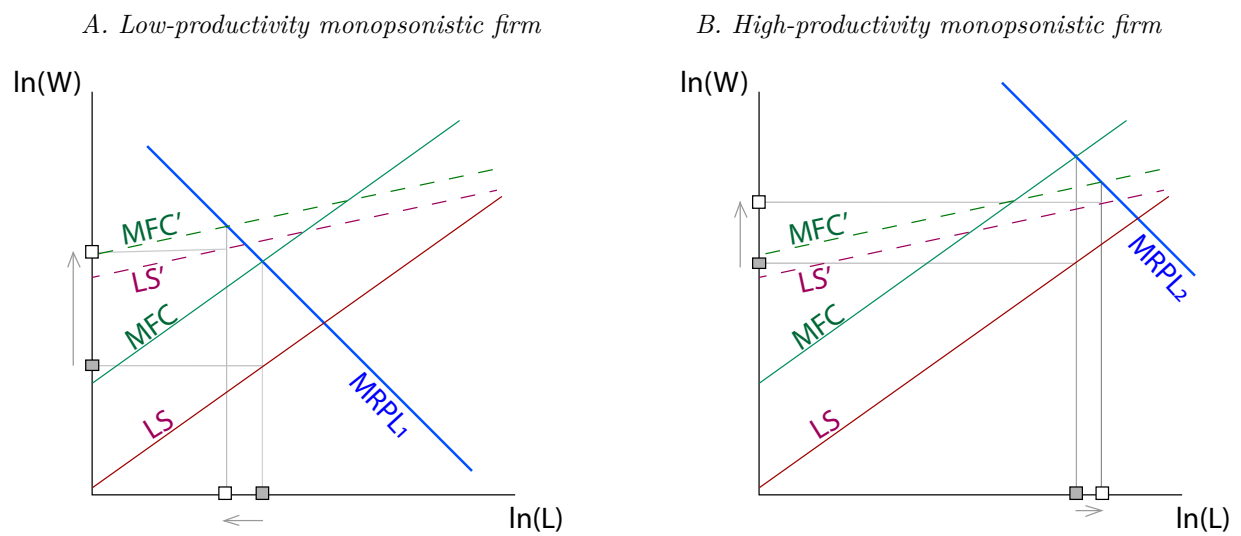 A. Low-productivity monopsonistic firm
ln(W)
MFC′
LS′
MFC
LS
MRPL1
ln(L)
B. High-productivity monopsonistic firm
ln(W)
MFC′
LS′
MFC
LS
MRPL2
ln(L)